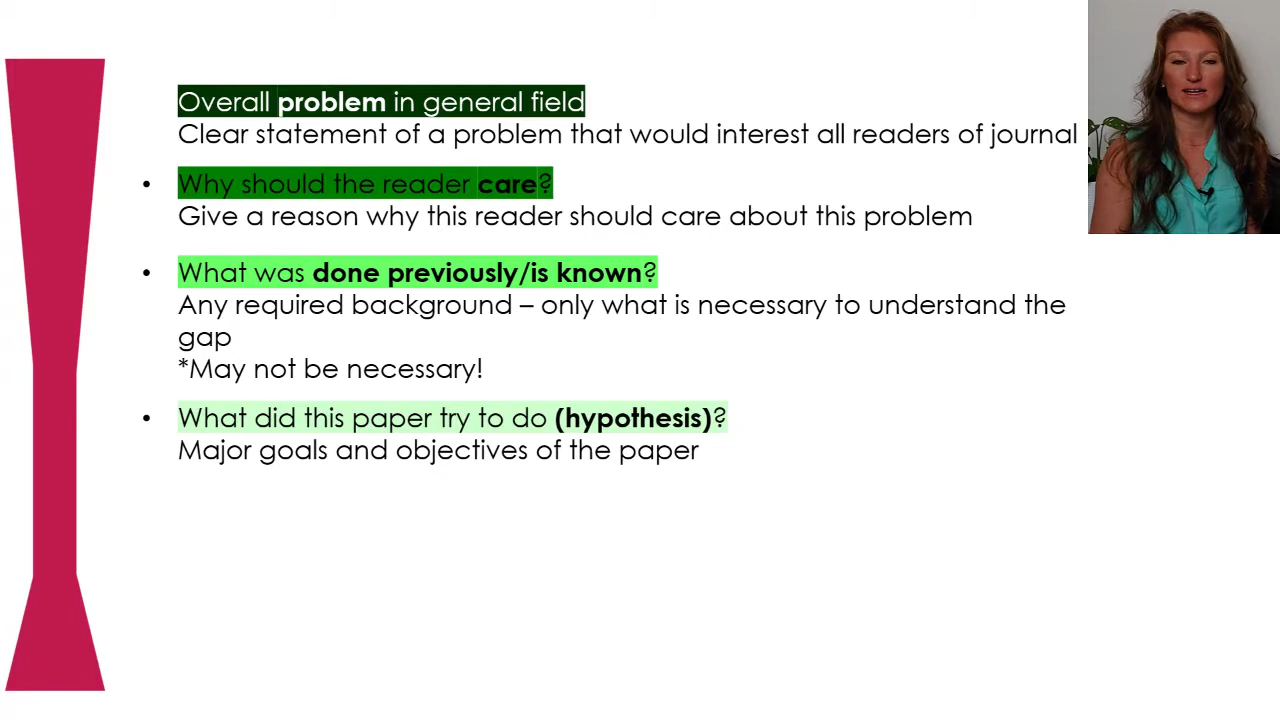 Overall problem in general field
Clear statement of a problem that would interest all readers of journal
• Why should the reader care?
Give a reason why this reader should care about this problem
• What was done previously/is known?
Any required background – only what is necessary to understand the
gap
*May not be necessary!
• What did this paper try to do (hypothesis)?
Major goals and objectives of the paper